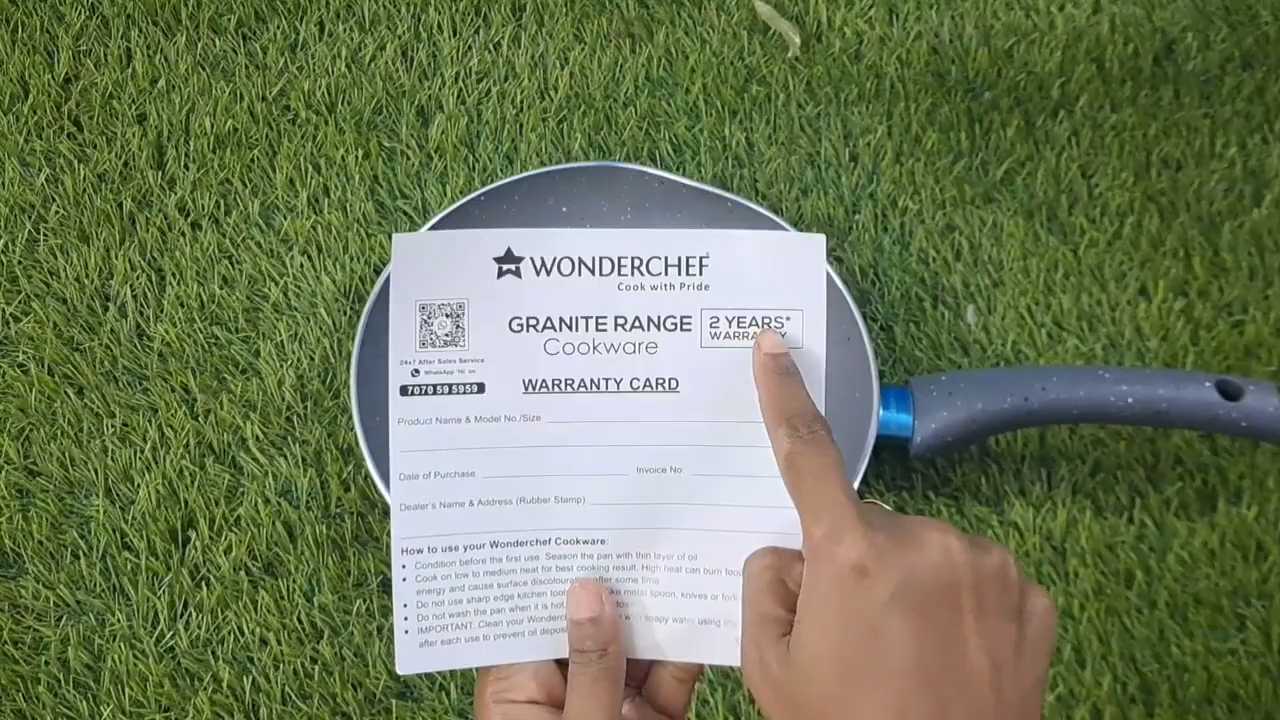 WONDERCHEF
Cook with Pride
GRANITE RANGE
Cookware
2 YEARS*
WARRANTY
24x7 After Sales Service
WhatsApp 'Hi' on
7070 59 5959
WARRANTY CARD
Product Name & Model No./Size
Date of Purchase
Invoice No.
Dealer's Name & Address (Rubber Stamp)
How to use your Wonderchef Cookware:
• Condition before the first use. Season the pan with thin layer of oil
• Cook on low to medium heat for best cooking result. High heat can burn food
energy and cause surface discolouration after some time
• Do not use sharp edge kitchen like metal spoon, knives or fork
• Do not wash the pan when it is hot.
• IMPORTANT: Clean your soapy water using
after each use to prevent oil